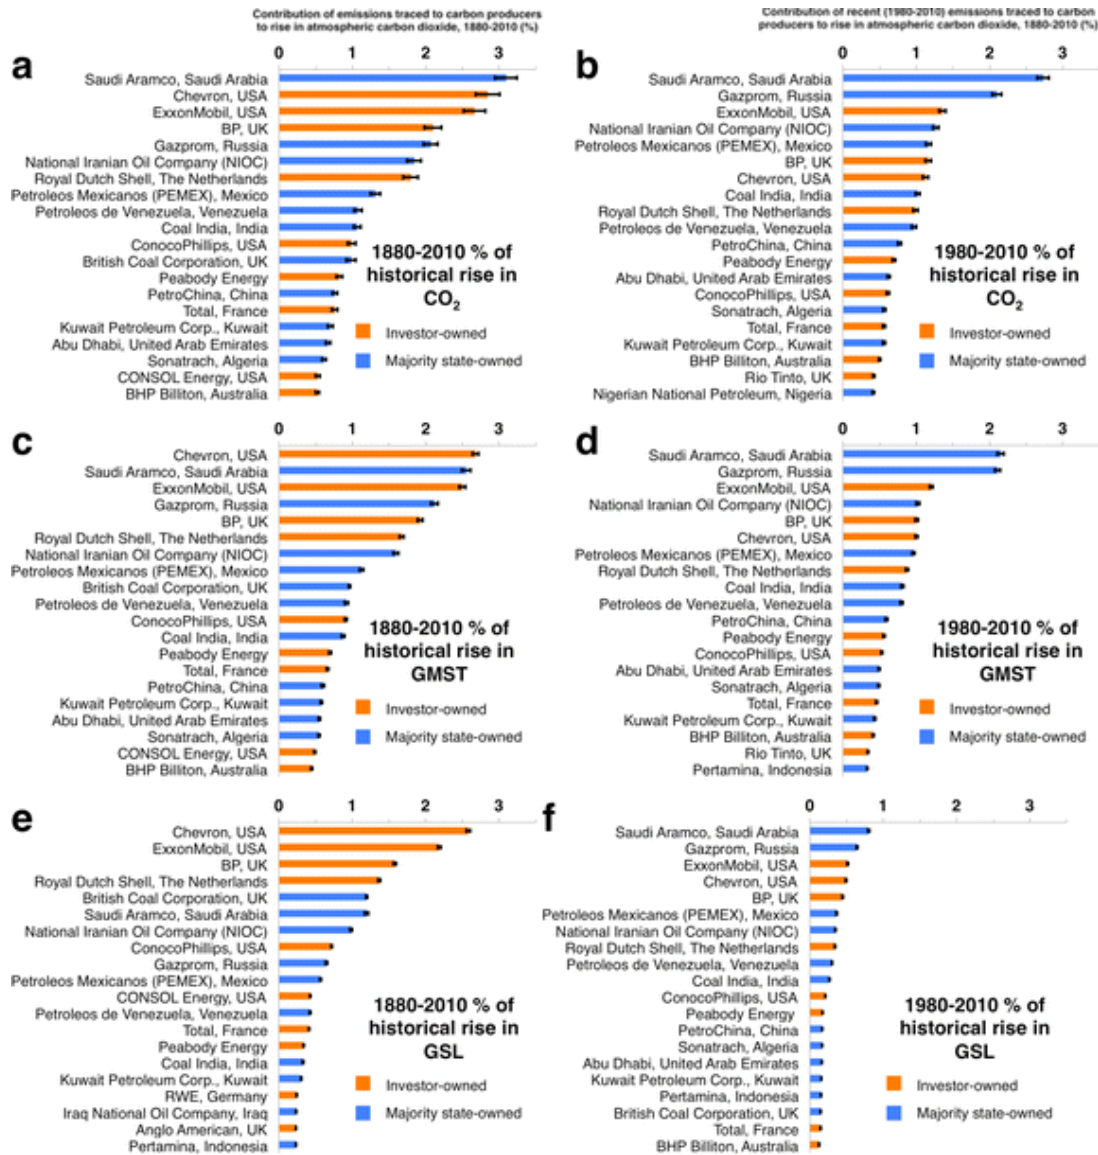 Contribution of emissions traced to carbon producers
to rise in atmospheric carbon dioxide, 1880-2010 (%)
0 1 2 3
a
Saudi Aramco, Saudi Arabia
Chevron, USA
ExxonMobil, USA
BP, UK
Gazprom, Russia
National Iranian Oil Company (NIOC)
Royal Dutch Shell, The Netherlands
Petroleos Mexicanos (PEMEX), Mexico
Petroleos de Venezuela, Venezuela
Coal India, India
ConocoPhillips, USA
British Coal Corporation, UK
Peabody Energy
PetroChina, China
Total, France
Kuwait Petroleum Corp., Kuwait
Abu Dhabi, United Arab Emirates
Sonatrach, Algeria
CONSOL Energy, USA
BHP Billiton, Australia
1880-2010 % of
historical rise in
CO2
Investor-owned
Majority state-owned
Contribution of recent (1980-2010) emissions traced to carbon
producers to rise in atmospheric carbon dioxide, 1880-2010 (%)
0 1 2 3
b
Saudi Aramco, Saudi Arabia
Gazprom, Russia
ExxonMobil, USA
National Iranian Oil Company (NIOC)
Petroleos Mexicanos (PEMEX), Mexico
BP, UK
Chevron, USA
Coal India, India
Royal Dutch Shell, The Netherlands
Petroleos de Venezuela, Venezuela
PetroChina, China
Peabody Energy
Abu Dhabi, United Arab Emirates
ConocoPhillips, USA
Sonatrach, Algeria
Total, France
Kuwait Petroleum Corp., Kuwait
BHP Billiton, Australia
Rio Tinto, UK
Nigerian National Petroleum, Nigeria
1980-2010 % of
historical rise in
CO2
Investor-owned
Majority state-owned
0 1 2 3
c
Chevron, USA
Saudi Aramco, Saudi Arabia
ExxonMobil, USA
Gazprom, Russia
BP, UK
Royal Dutch Shell, The Netherlands
National Iranian Oil Company (NIOC)
Petroleos Mexicanos (PEMEX), Mexico
British Coal Corporation, UK
Petroleos de Venezuela, Venezuela
ConocoPhillips, USA
Coal India, India
Peabody Energy
Total, France
PetroChina, China
Kuwait Petroleum Corp., Kuwait
Abu Dhabi, United Arab Emirates
Sonatrach, Algeria
CONSOL Energy, USA
BHP Billiton, Australia
1880-2010 % of
historical rise in
GMST
Investor-owned
Majority state-owned
0 1 2 3
d
Saudi Aramco, Saudi Arabia
Gazprom, Russia
ExxonMobil, USA
National Iranian Oil Company (NIOC)
BP, UK
Chevron, USA
Petroleos Mexicanos (PEMEX), Mexico
Royal Dutch Shell, The Netherlands
Coal India, India
Petroleos de Venezuela, Venezuela
PetroChina, China
Peabody Energy
ConocoPhillips, USA
Abu Dhabi, United Arab Emirates
Sonatrach, Algeria
Total, France
Kuwait Petroleum Corp., Kuwait
BHP Billiton, Australia
Rio Tinto, UK
Pertamina, Indonesia
1980-2010 % of
historical rise in
GMST
Investor-owned
Majority state-owned
0 1 2 3
e
Chevron, USA
ExxonMobil, USA
BP, UK
Royal Dutch Shell, The Netherlands
British Coal Corporation, UK
Saudi Aramco, Saudi Arabia
National Iranian Oil Company (NIOC)
ConocoPhillips, USA
Gazprom, Russia
Petroleos Mexicanos (PEMEX), Mexico
CONSOL Energy, USA
Petroleos de Venezuela, Venezuela
Total, France
Peabody Energy
Coal India, India
Kuwait Petroleum Corp., Kuwait
RWE, Germany
Iraq National Oil Company, Iraq
Anglo American, UK
Pertamina, Indonesia
1880-2010 % of
historical rise in
GSL
Investor-owned
Majority state-owned
0 1 2 3
f
Saudi Aramco, Saudi Arabia
Gazprom, Russia
ExxonMobil, USA
Chevron, USA
BP, UK
Petroleos Mexicanos (PEMEX), Mexico
National Iranian Oil Company (NIOC)
Royal Dutch Shell, The Netherlands
Petroleos de Venezuela, Venezuela
Coal India, India
ConocoPhillips, USA
Peabody Energy
PetroChina, China
Sonatrach, Algeria
Abu Dhabi, United Arab Emirates
Kuwait Petroleum Corp., Kuwait
Pertamina, Indonesia
British Coal Corporation, UK
Total, France
BHP Billiton, Australia
1980-2010 % of
historical rise in
GSL
Investor-owned
Majority state-owned